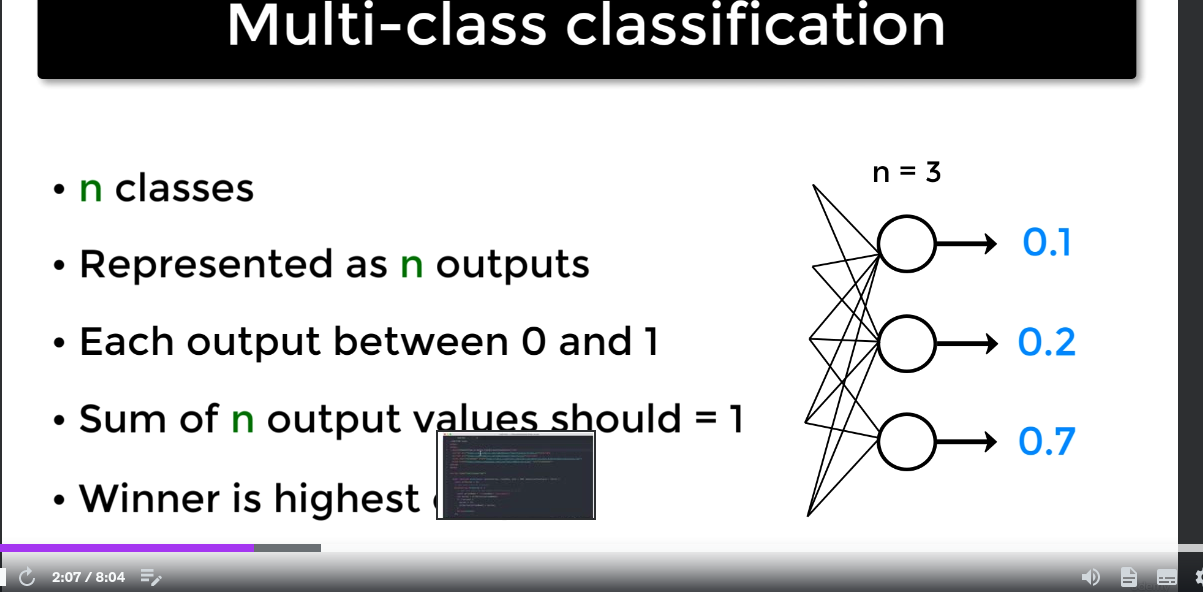 Multi-class classification
n = 3
• n classes
0.1
• Represented as n outputs
• Each output between 0 and 1
0.2
• Sum of n output values should = 1
0.7
• Winner is highest
2:07 / 8:04